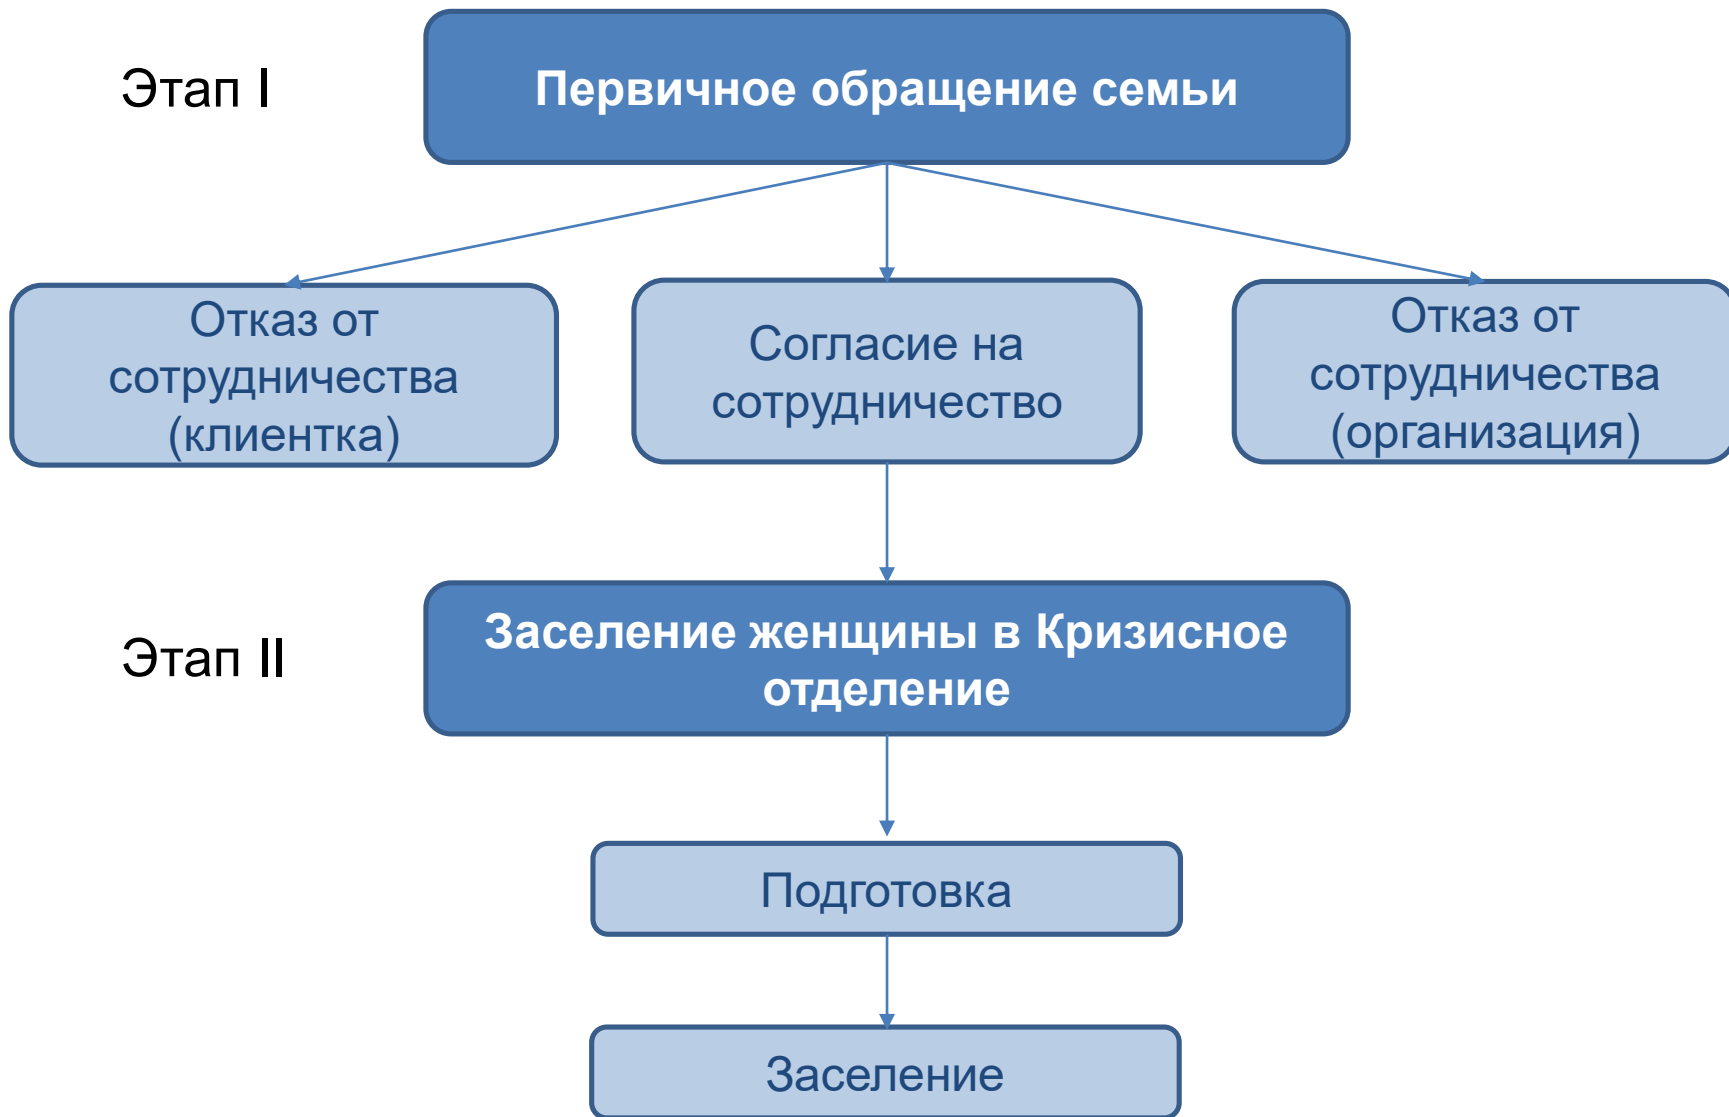 Этап I
Первичное обращение семьи
Отказ от
сотрудничества
(клиентка)
Согласие на
сотрудничество
Отказ от
сотрудничества
(организация)
Этап II
Заселение женщины в Кризисное
отделение
Подготовка
Заселение